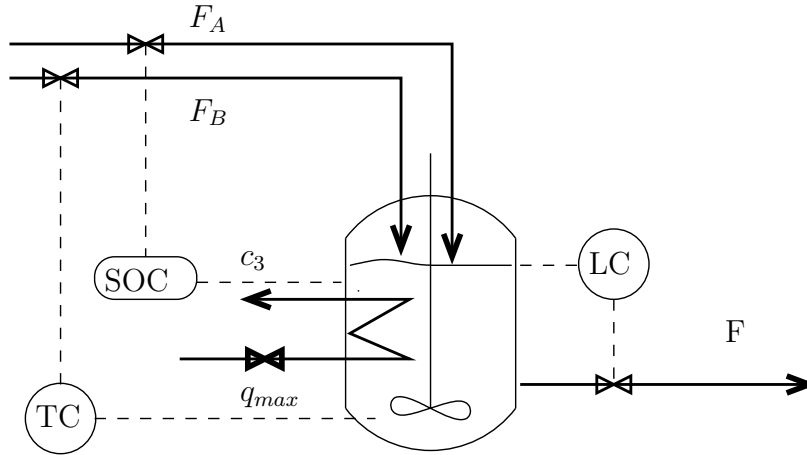 F_A
F_B
c_3
SOC
LC
F
q_max
TC